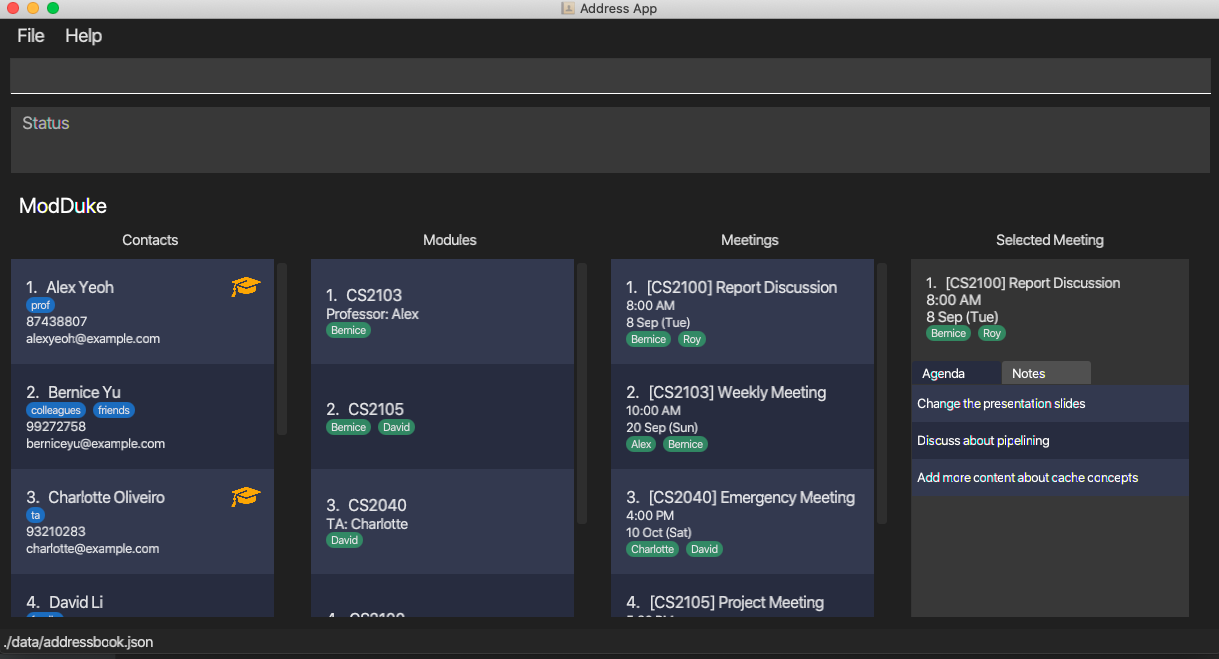 Address App
File Help
Status
ModDuke
Contacts
1. Alex Yeoh
prof
87438807
alexyeoh@example.com
2. Bernice Yu
colleagues friends
99272758
berniceyu@example.com
3. Charlotte Oliveiro
ta
93210283
charlotte@example.com
4. David Li
Modules
1. CS2103
Professor: Alex
Bernice
2. CS2105
Bernice David
3. CS2040
TA: Charlotte
David
Meetings
1. [CS2100] Report Discussion
8:00 AM
8 Sep (Tue)
Bernice Roy
2. [CS2103] Weekly Meeting
10:00 AM
20 Sep (Sun)
Alex Bernice
3. [CS2040] Emergency Meeting
4:00 PM
10 Oct (Sat)
Charlotte David
4. [CS2105] Project Meeting
Selected Meeting
1. [CS2100] Report Discussion
8:00 AM
8 Sep (Tue)
Bernice Roy
Agenda Notes
Change the presentation slides
Discuss about pipelining
Add more content about cache concepts
./data/addressbook.json